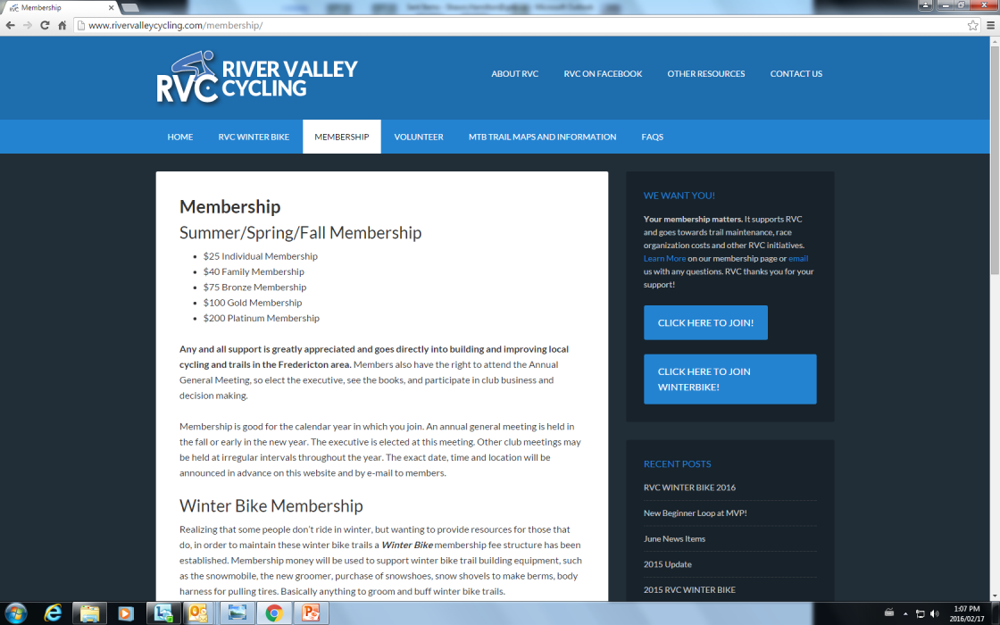 Membership
www.rivervalleycycling.com/membership/
RVC RIVER VALLEY
CYCLING
ABOUT RVC RVC ON FACEBOOK OTHER RESOURCES CONTACT US
HOME RVC WINTER BIKE MEMBERSHIP VOLUNTEER MTB TRAIL MAPS AND INFORMATION FAQS
Membership
Summer/Spring/Fall Membership
• $25 Individual Membership
• $40 Family Membership
• $75 Bronze Membership
• $100 Gold Membership
• $200 Platinum Membership
Any and all support is greatly appreciated and goes directly into building and improving local
cycling and trails in the Fredericton area. Members also have the right to attend the Annual
General Meeting, so elect the executive, see the books, and participate in club business and
decision making.
Membership is good for the calendar year in which you join. An annual general meeting is held in
the fall or early in the new year. The executive is elected at this meeting. Other club meetings may
be held at irregular intervals throughout the year. The exact date, time and location will be
announced in advance on this website and by e-mail to members.
Winter Bike Membership
Realizing that some people don't ride in winter, but wanting to provide resources for those that
do, in order to maintain these winter bike trails a Winter Bike membership fee structure has been
established. Membership money will be used to support winter bike trail building equipment, such
as the snowmobile, the new groomer, purchase of snowshoes, snow shovels to make berms, body
harness for pulling tires. Basically anything to groom and buff winter bike trails.
WE WANT YOU!
Your membership matters. It supports RVC
and goes towards trail maintenance, race
organization costs and other RVC initiatives.
Learn More on our membership page or email
us with any questions. RVC thanks you for your
support!
CLICK HERE TO JOIN!
CLICK HERE TO JOIN
WINTERBIKE!
RECENT POSTS
RVC WINTER BIKE 2016
New Beginner Loop at MVP!
June News Items
2015 Update
2015 RVC WINTER BIKE
1:07 PM
2016/02/17